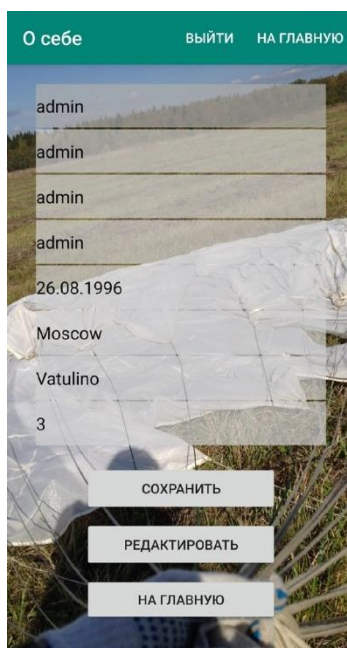 О себе ВЫЙТИ НА ГЛАВНУЮ
admin
admin
admin
admin
26.08.1996
Moscow
Vatulino
3
СОХРАНИТЬ
РЕДАКТИРОВАТЬ
НА ГЛАВНУЮ